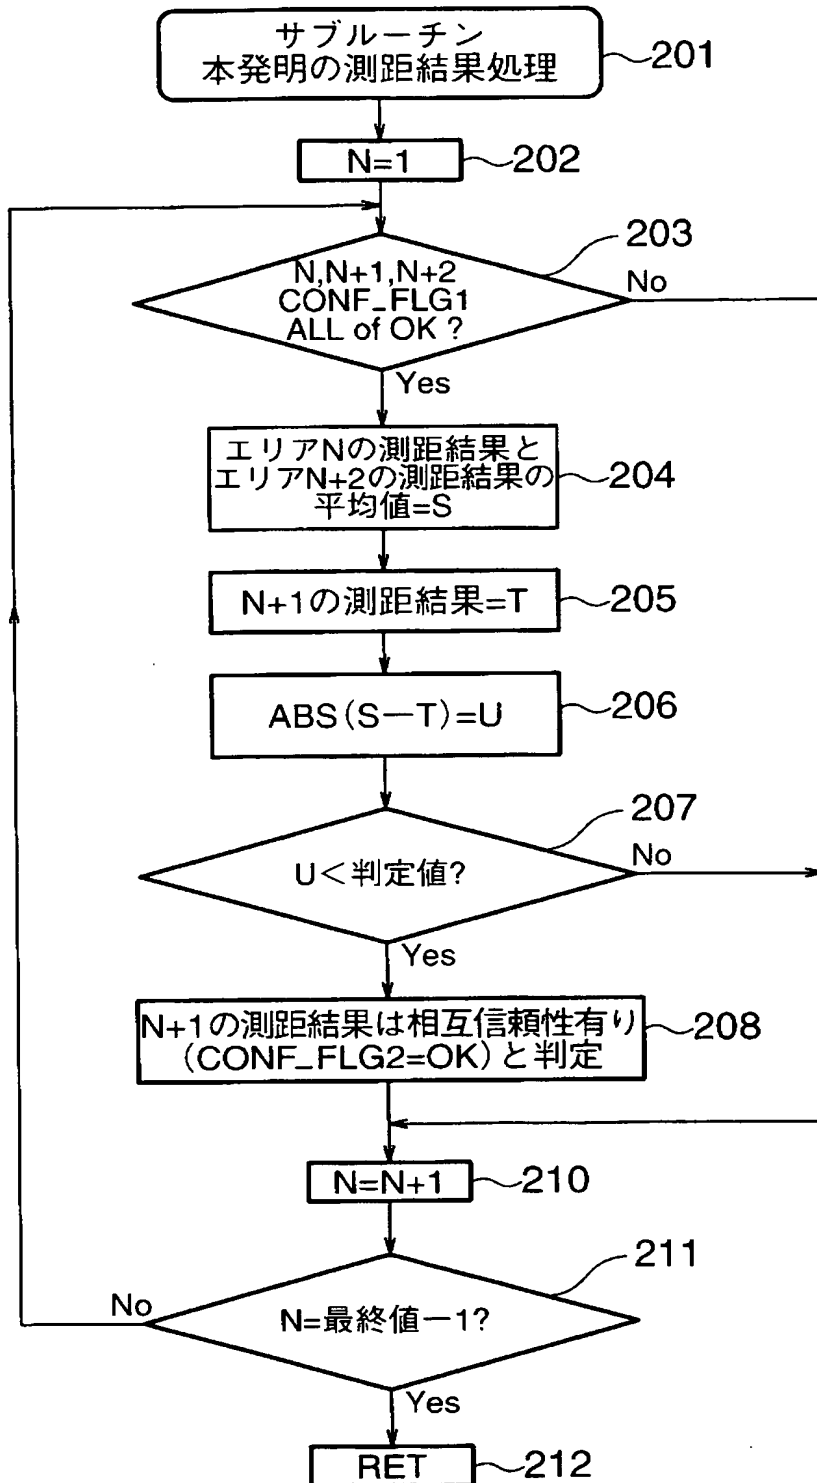 サブルーチン
本発明の測距結果処理
201
N=1
202
203
N,N+1,N+2
CONF_FLG1
ALL of OK ?
No
Yes
エリアNの測距結果と
エリアN+2の測距結果の
平均値=S
204
N+1の測距結果=T
205
ABS(S－T)=U
206
207
U＜判定値?
No
Yes
N+1の測距結果は相互信頼性有り
(CONF_FLG2=OK)と判定
208
N=N+1
210
211
No
N=最終値－1?
Yes
RET
212